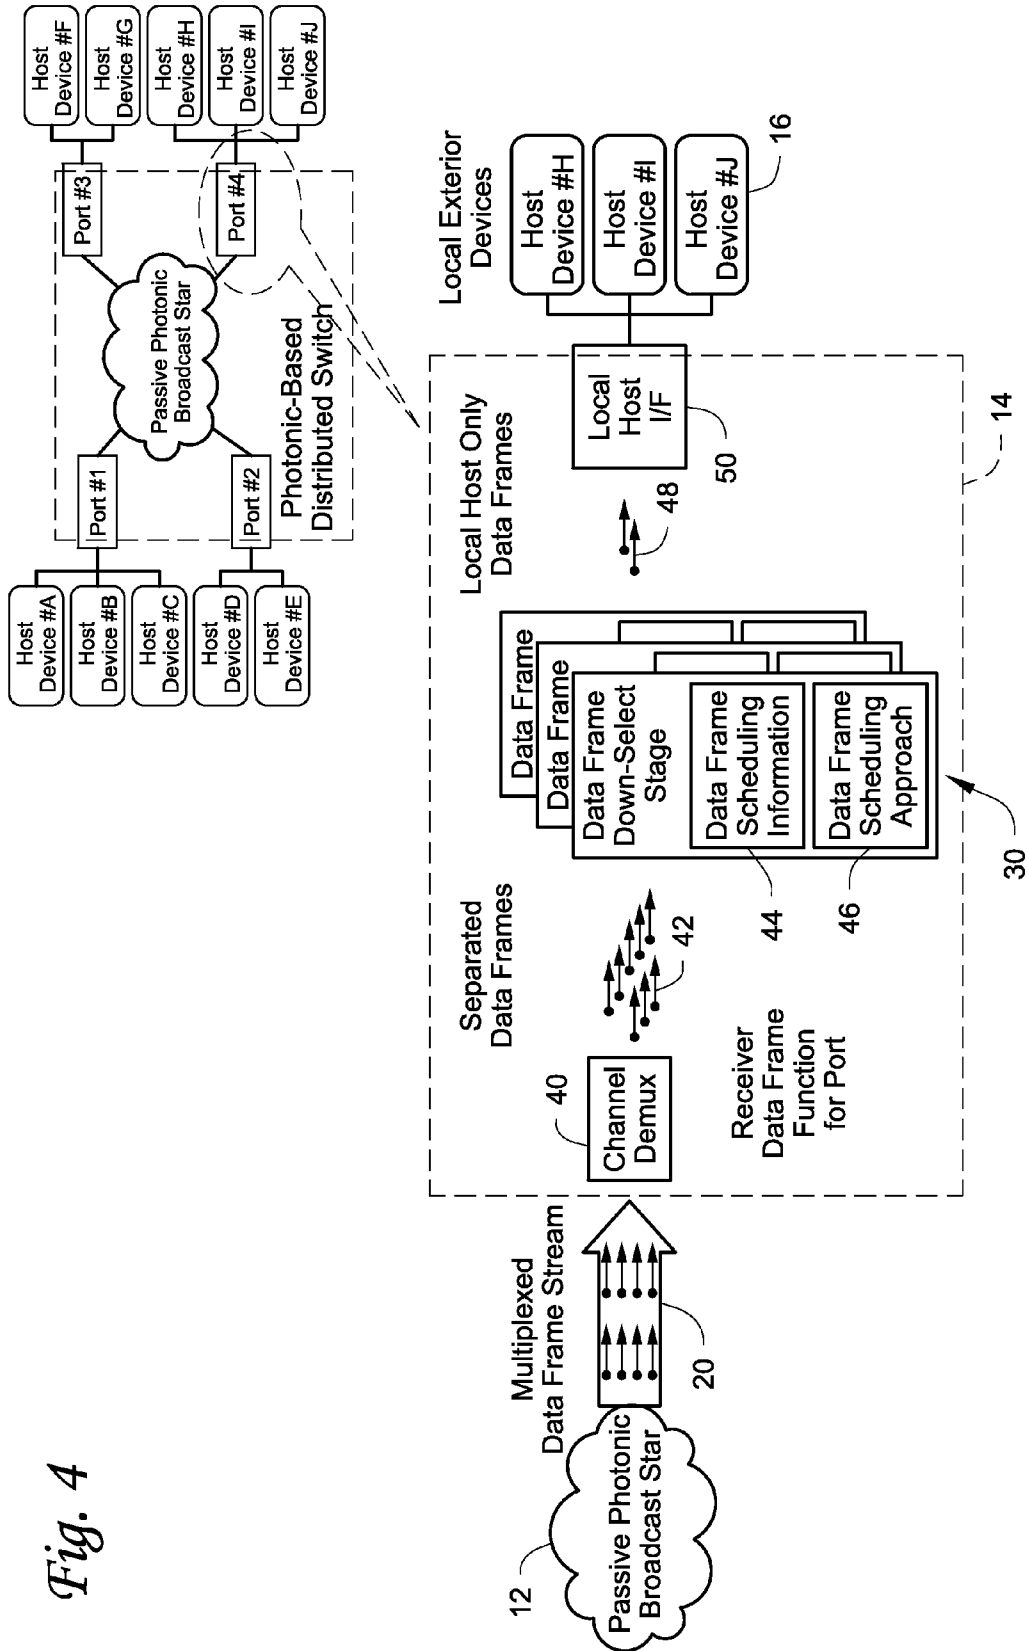 Fig. 4
Host
Device #A
Host
Device #B
Host
Device #C
Host
Device #D
Host
Device #E
Port #1
Port #2
Passive Photonic
Broadcast Star
Port #3
Port #4
Photonic-Based
Distributed Switch
Host
Device #F
Host
Device #G
Host
Device #H
Host
Device #I
Host
Device #J
12
Passive Photonic
Broadcast Star
Multiplexed
Data Frame Stream
20
40
Channel
Demux
Receiver
Data Frame
Function
for Port
Separated
Data Frames
42
Data Frame
Data Frame
Data Frame
Down-Select
Stage
Data Frame
Scheduling
Information
44
Data Frame
Scheduling
Approach
46
30
Local Host Only
Data Frames
48
Local
Host
I/F
50
14
Local Exterior
Devices
Host
Device #H
Host
Device #I
Host
Device #J
16